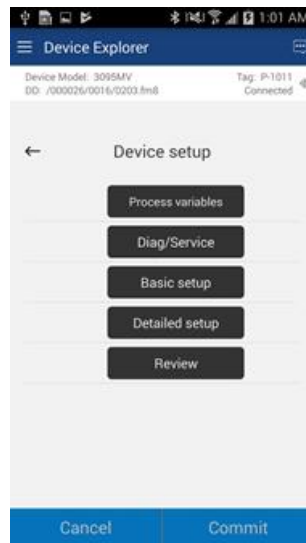 1:01 AM
Device Explorer
Device Model: 3095MV
Tag: P-1011
DD: /000026/0016/0203.fm8
Connected
Device setup
Process variables
Diag/Service
Basic setup
Detailed setup
Review
Cancel
Commit